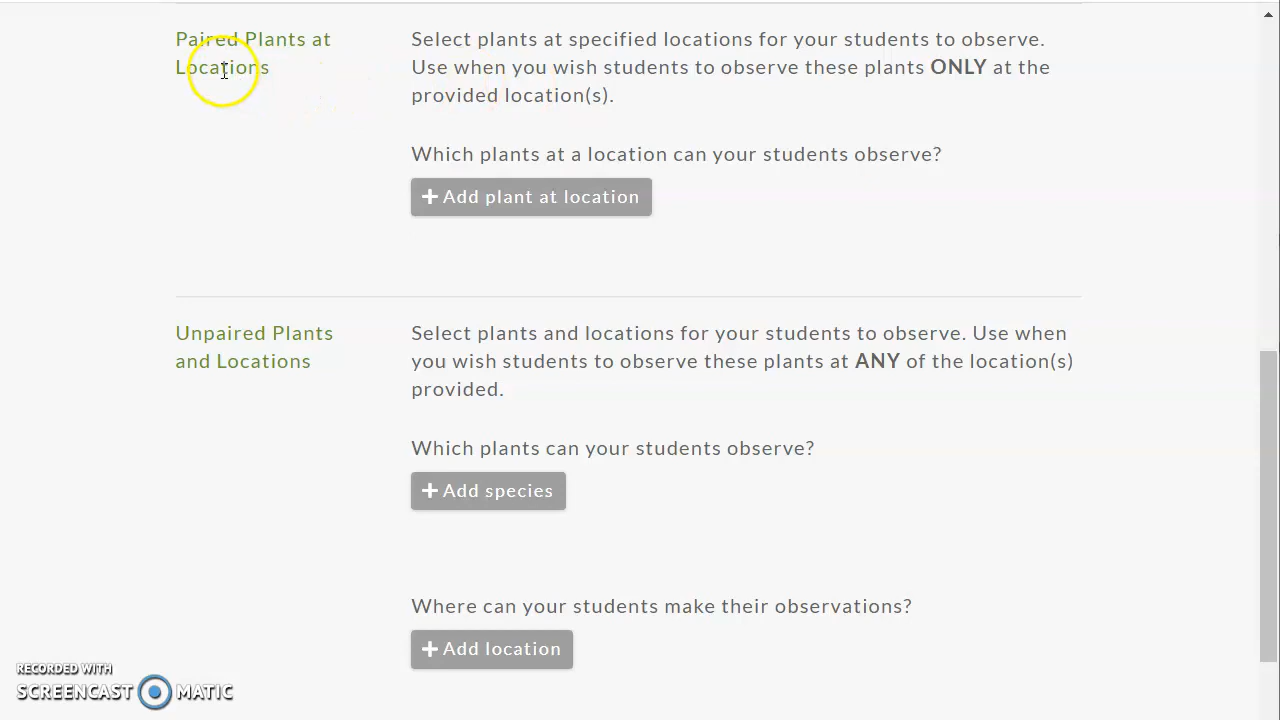 Paired Plants at
Locations
Select plants at specified locations for your students to observe.
Use when you wish students to observe these plants ONLY at the
provided location(s).
Which plants at a location can your students observe?
+ Add plant at location
Unpaired Plants
and Locations
Select plants and locations for your students to observe. Use when
you wish students to observe these plants at ANY of the location(s)
provided.
Which plants can your students observe?
+ Add species
Where can your students make their observations?
+ Add location
RECORDED WITH
SCREENCAST MATIC